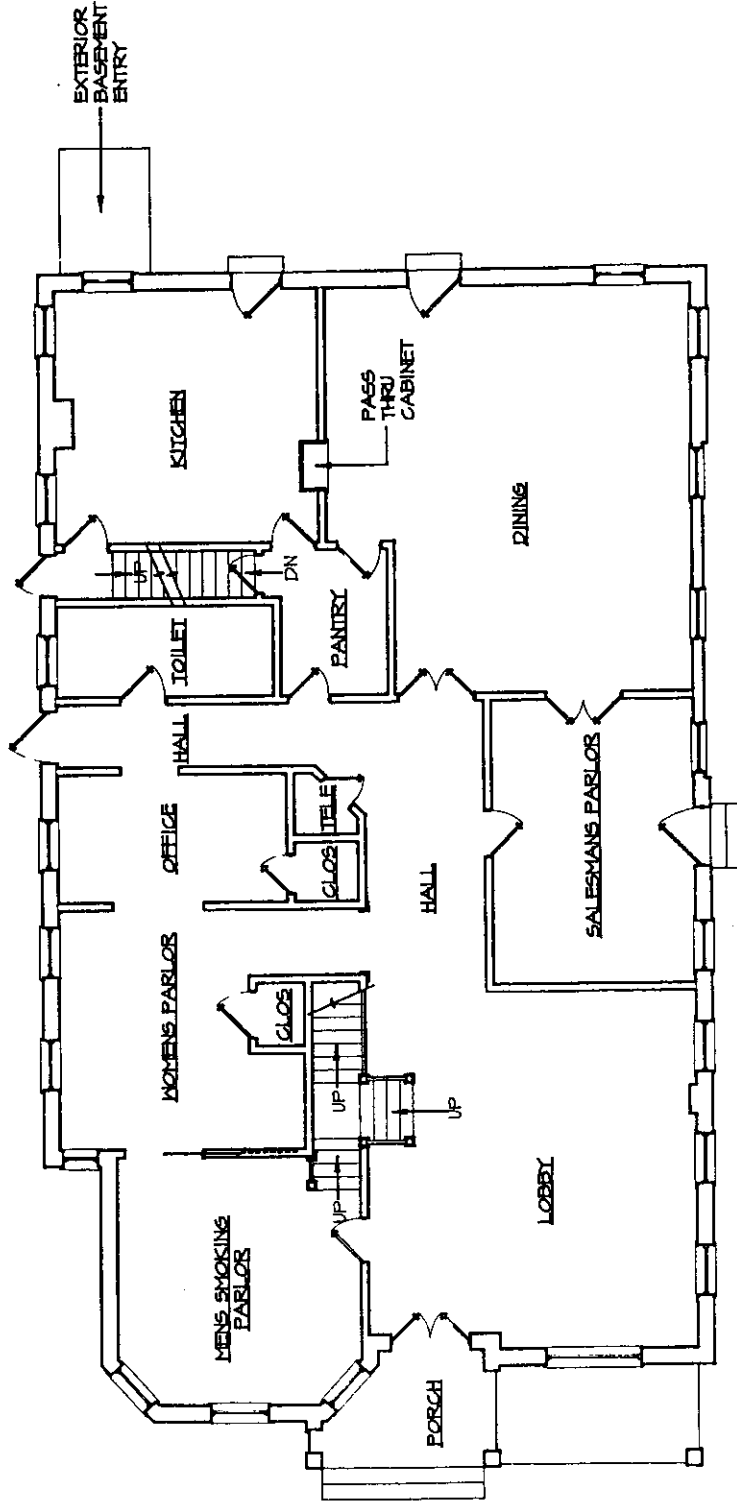 EXTERIOR
BASEMENT
ENTRY
KITCHEN
PASS
THRU
CABINET
DINING
UP
DN
TOILET
PANTRY
HALL
OFFICE
TELE
CLOS
HALL
SALESMANS PARLOR
WOMENS PARLOR
CLOS
UP
UP
UP
LOBBY
MENS SMOKING
PARLOR
PORCH